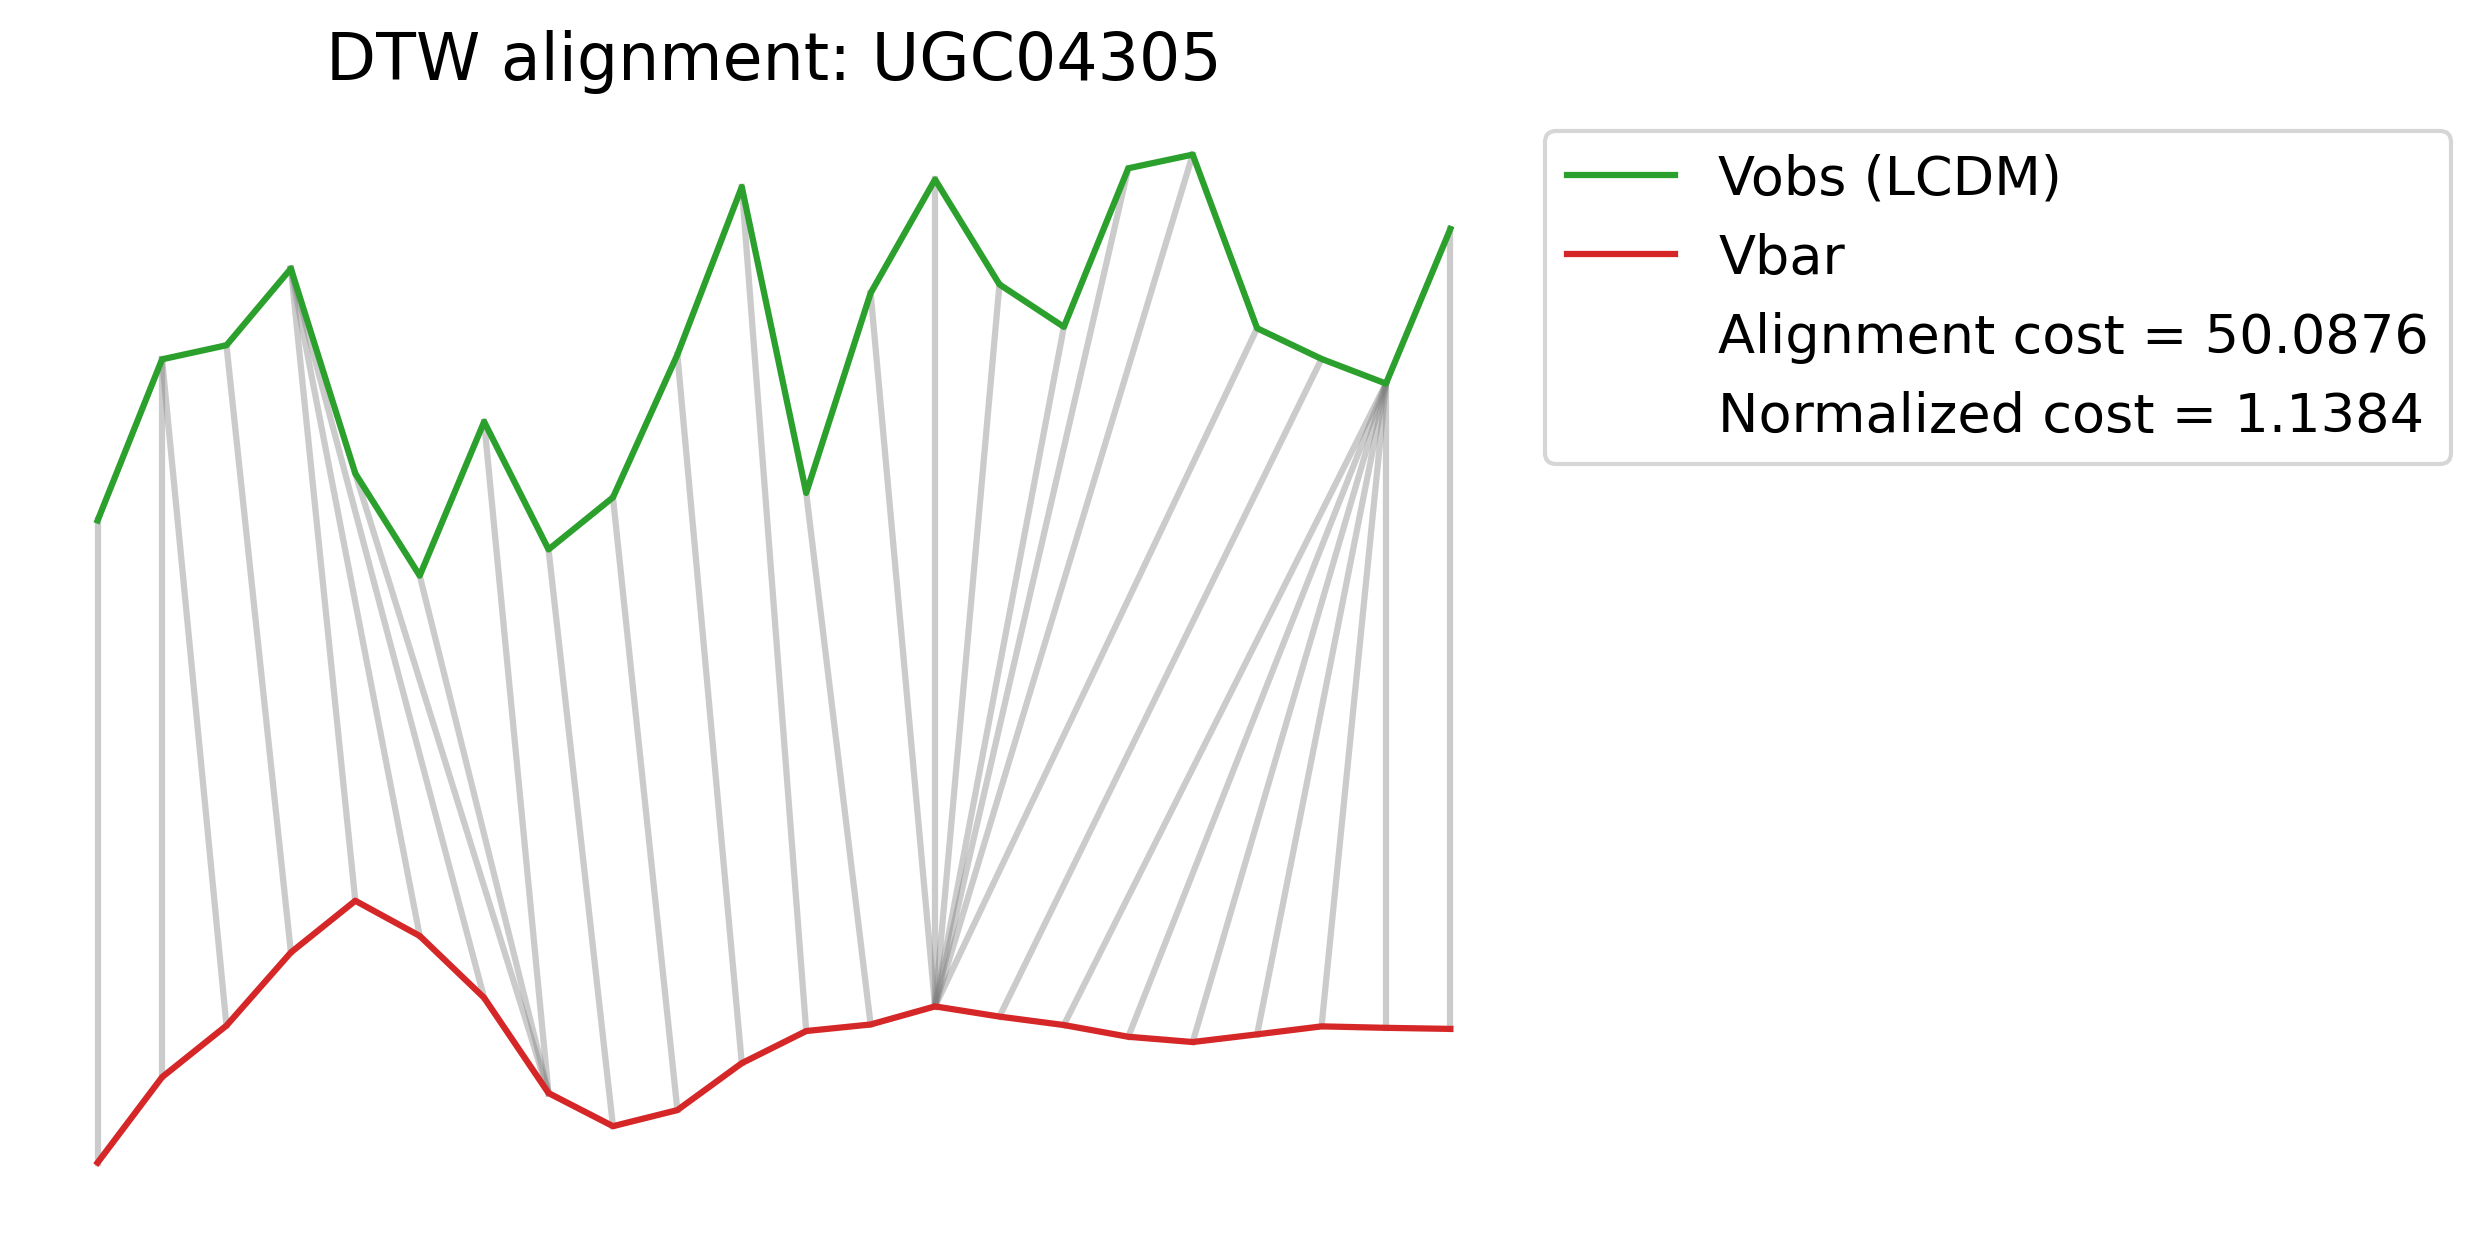 DTW alignment: UGC04305
Vobs (LCDM)
Vbar
Alignment cost = 50.0876
Normalized cost = 1.1384